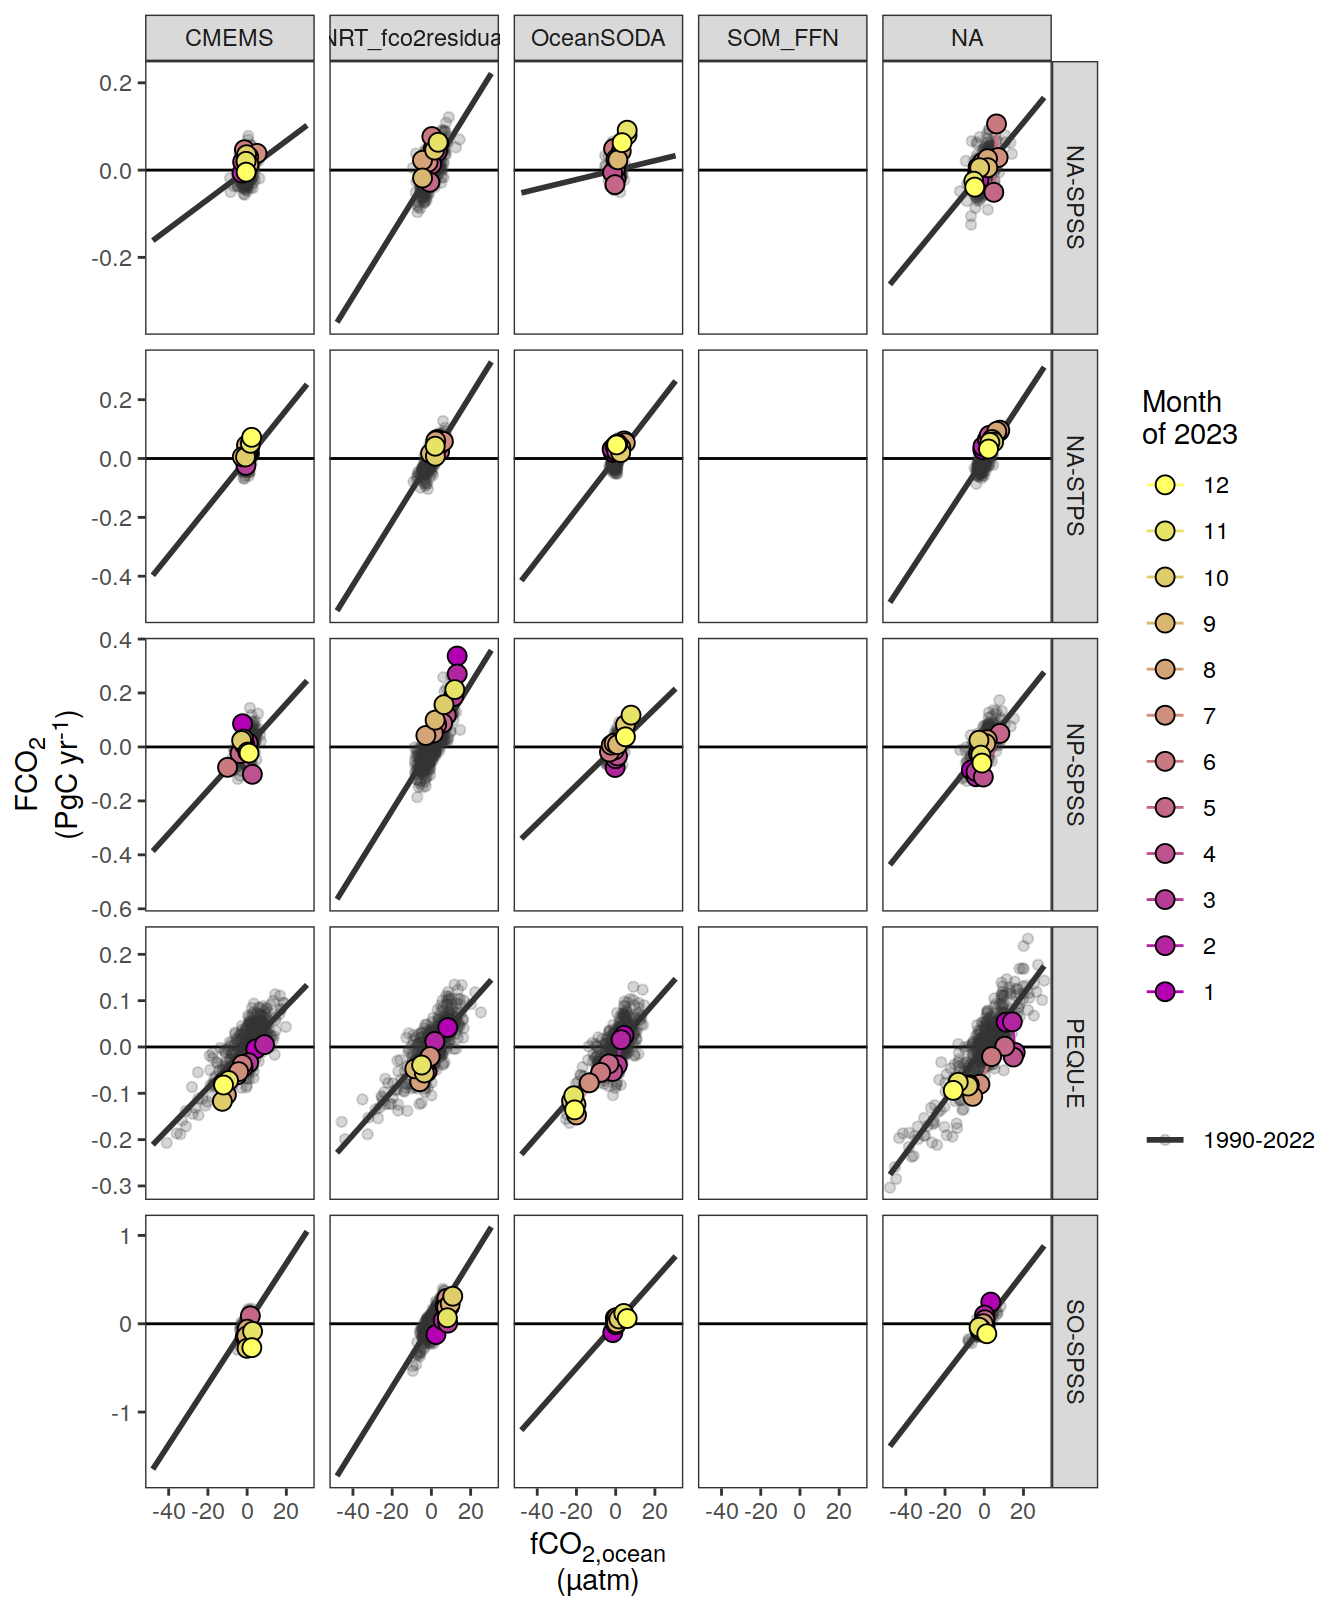 CMEMS NRT_fco2residua OceanSODA SOM_FFN NA
0.2
0.0
-0.2
NA-SPSS
0.2
0.0
-0.2
-0.4
NA-STPS
0.4
0.2
0.0
-0.2
-0.4
-0.6
NP-SPSS
0.2
0.1
0.0
-0.1
-0.2
-0.3
PEQU-E
1
0
-1
SO-SPSS
-40 -20 0 20 -40 -20 0 20 -40 -20 0 20 -40 -20 0 20 -40 -20 0 20
FCO2
(PgC yr-1)
fCO2,ocean
(µatm)
Month
of 2023
12
11
10
9
8
7
6
5
4
3
2
1
1990-2022